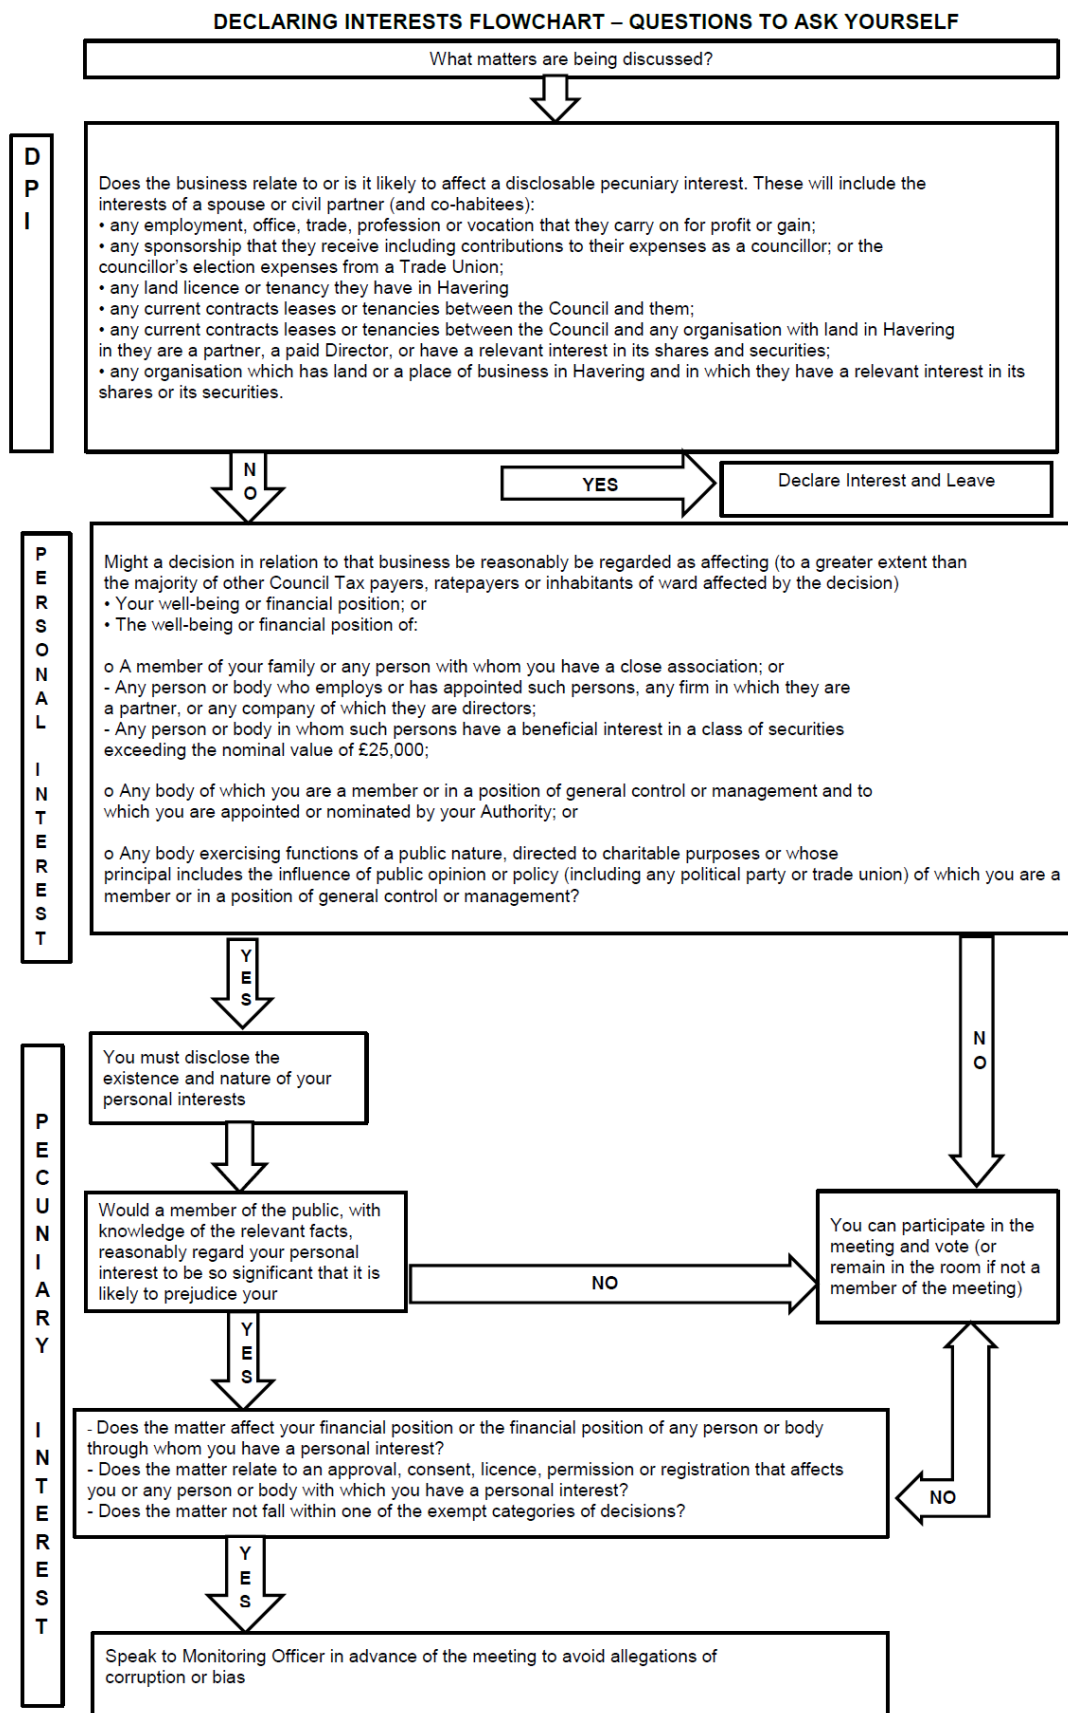 DECLARING INTERESTS FLOWCHART – QUESTIONS TO ASK YOURSELF
What matters are being discussed?
DPI
Does the business relate to or is it likely to affect a disclosable pecuniary interest. These will include the
interests of a spouse or civil partner (and co-habitees):
• any employment, office, trade, profession or vocation that they carry on for profit or gain;
• any sponsorship that they receive including contributions to their expenses as a councillor; or the
councillor's election expenses from a Trade Union;
• any land licence or tenancy they have in Havering
• any current contracts leases or tenancies between the Council and them;
• any current contracts leases or tenancies between the Council and any organisation with land in Havering
in they are a partner, a paid Director, or have a relevant interest in its shares and securities;
• any organisation which has land or a place of business in Havering and in which they have a relevant interest in its
shares or its securities.
NO
YES
Declare Interest and Leave
PERSONAL INTEREST
Might a decision in relation to that business be reasonably be regarded as affecting (to a greater extent than
the majority of other Council Tax payers, ratepayers or inhabitants of ward affected by the decision)
• Your well-being or financial position; or
• The well-being or financial position of:
o A member of your family or any person with whom you have a close association; or
- Any person or body who employs or has appointed such persons, any firm in which they are
a partner, or any company of which they are directors;
- Any person or body in whom such persons have a beneficial interest in a class of securities
exceeding the nominal value of £25,000;
o Any body of which you are a member or in a position of general control or management and to
which you are appointed or nominated by your Authority; or
o Any body exercising functions of a public nature, directed to charitable purposes or whose
principal includes the influence of public opinion or policy (including any political party or trade union) of which you are a
member or in a position of general control or management?
YES
NO
PECUNIARY INTEREST
You must disclose the
existence and nature of your
personal interests
Would a member of the public, with
knowledge of the relevant facts,
reasonably regard your personal
interest to be so significant that it is
likely to prejudice your
NO
You can participate in the
meeting and vote (or
remain in the room if not a
member of the meeting)
YES
- Does the matter affect your financial position or the financial position of any person or body
through whom you have a personal interest?
- Does the matter relate to an approval, consent, licence, permission or registration that affects
you or any person or body with which you have a personal interest?
- Does the matter not fall within one of the exempt categories of decisions?
NO
YES
Speak to Monitoring Officer in advance of the meeting to avoid allegations of
corruption or bias